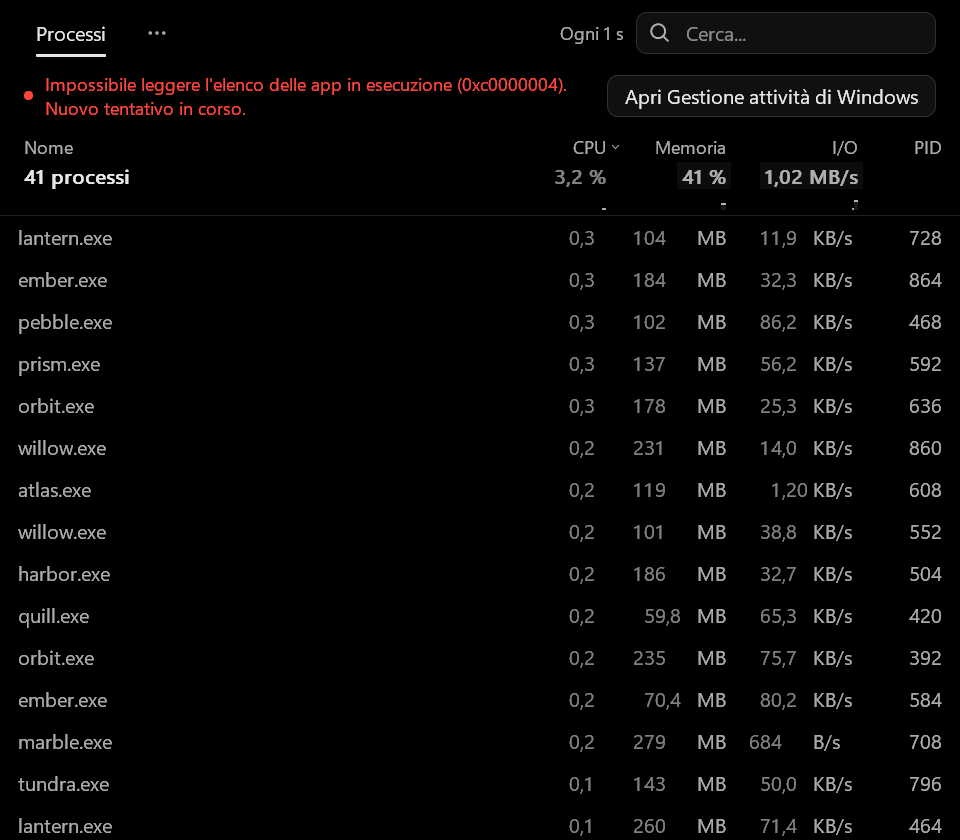 Processi ··· Ogni 1 s Cerca...
Impossibile leggere l'elenco delle app in esecuzione (0xc0000004).
Nuovo tentativo in corso.
Apri Gestione attività di Windows
Nome CPU Memoria I/O PID
41 processi 3,2 % 41 % 1,02 MB/s
- - -
lantern.exe 0,3 104 MB 11,9 KB/s 728
ember.exe 0,3 184 MB 32,3 KB/s 864
pebble.exe 0,3 102 MB 86,2 KB/s 468
prism.exe 0,3 137 MB 56,2 KB/s 592
orbit.exe 0,3 178 MB 25,3 KB/s 636
willow.exe 0,2 231 MB 14,0 KB/s 860
atlas.exe 0,2 119 MB 1,20 KB/s 608
willow.exe 0,2 101 MB 38,8 KB/s 552
harbor.exe 0,2 186 MB 32,7 KB/s 504
quill.exe 0,2 59,8 MB 65,3 KB/s 420
orbit.exe 0,2 235 MB 75,7 KB/s 392
ember.exe 0,2 70,4 MB 80,2 KB/s 584
marble.exe 0,2 279 MB 684 B/s 708
tundra.exe 0,1 143 MB 50,0 KB/s 796
lantern.exe 0,1 260 MB 71,4 KB/s 464